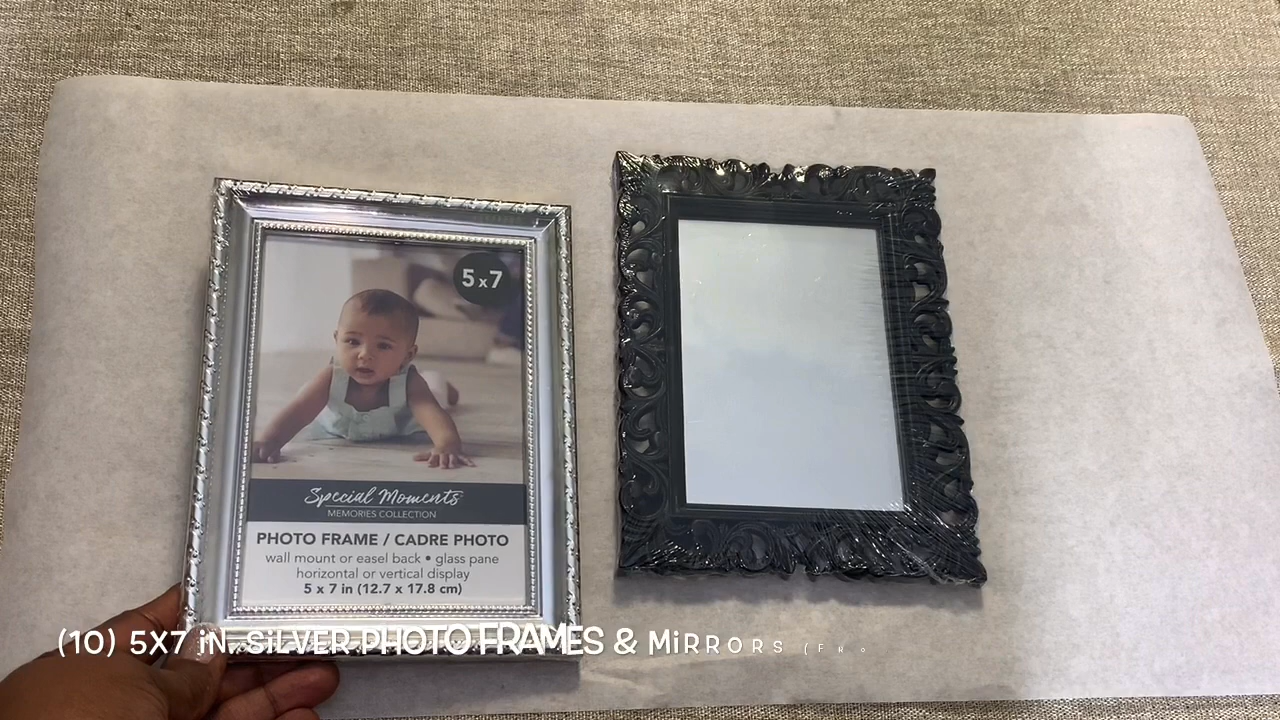 5x7
Special Moments
MEMORIES COLLECTION
PHOTO FRAME / CADRE PHOTO
wall mount or easel back • glass pane
horizontal or vertical display
5 x 7 in (12.7 x 17.8 cm)
(10) 5X7 iN. SiLVER PHOTO FRAMES & MiRRORS (FRO